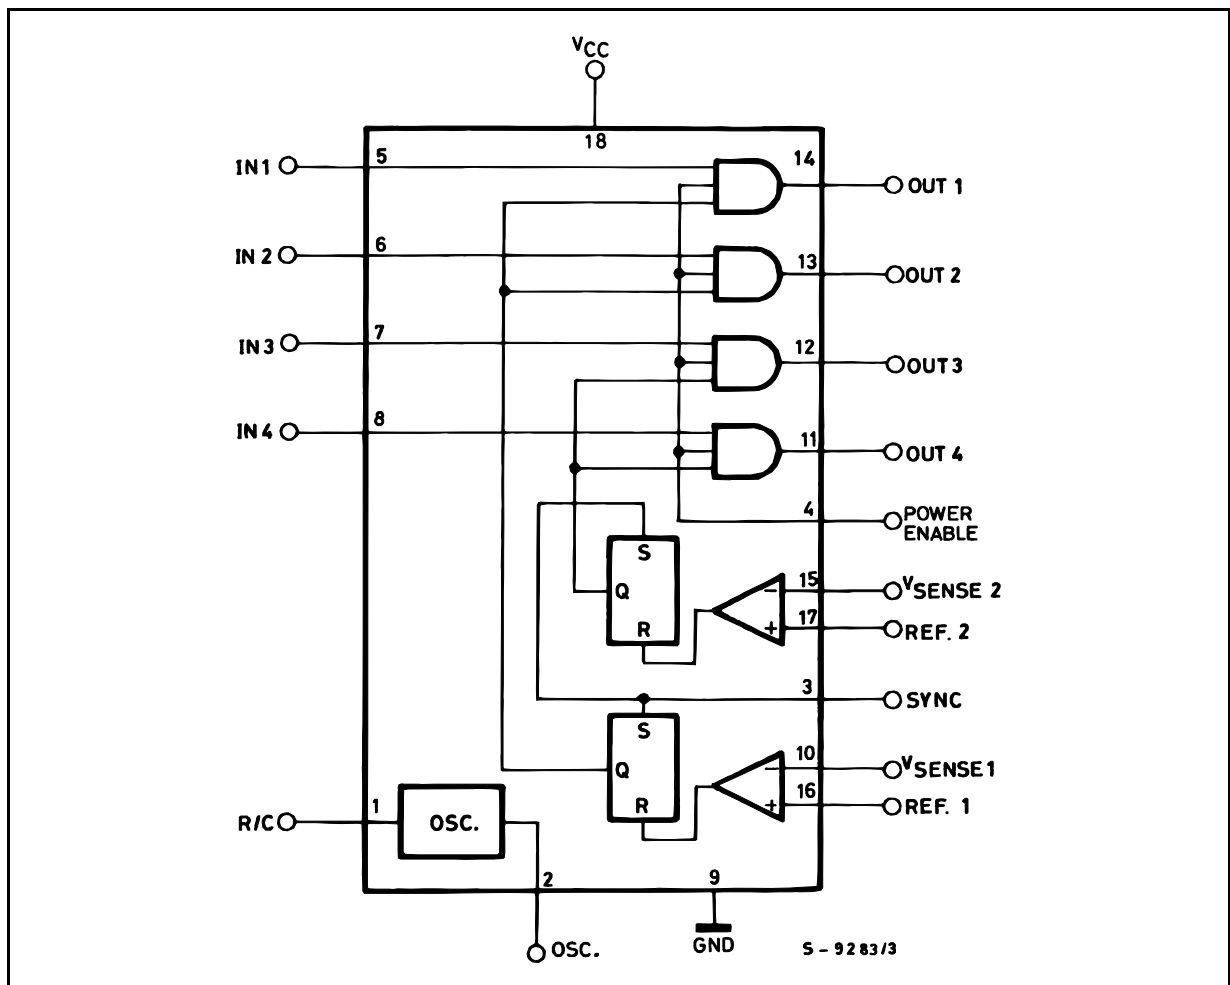 VCC
18
IN1
5
14
OUT 1
IN 2
6
13
OUT 2
IN3
7
12
OUT3
IN4
8
11
OUT 4
4
POWER
ENABLE
S
Q
R
15
VSENSE 2
-
+
17
REF. 2
3
SYNC
S
Q
R
10
VSENSE1
-
+
16
REF. 1
R/C
1
OSC.
2
9
OSC.
GND
S - 9283/3